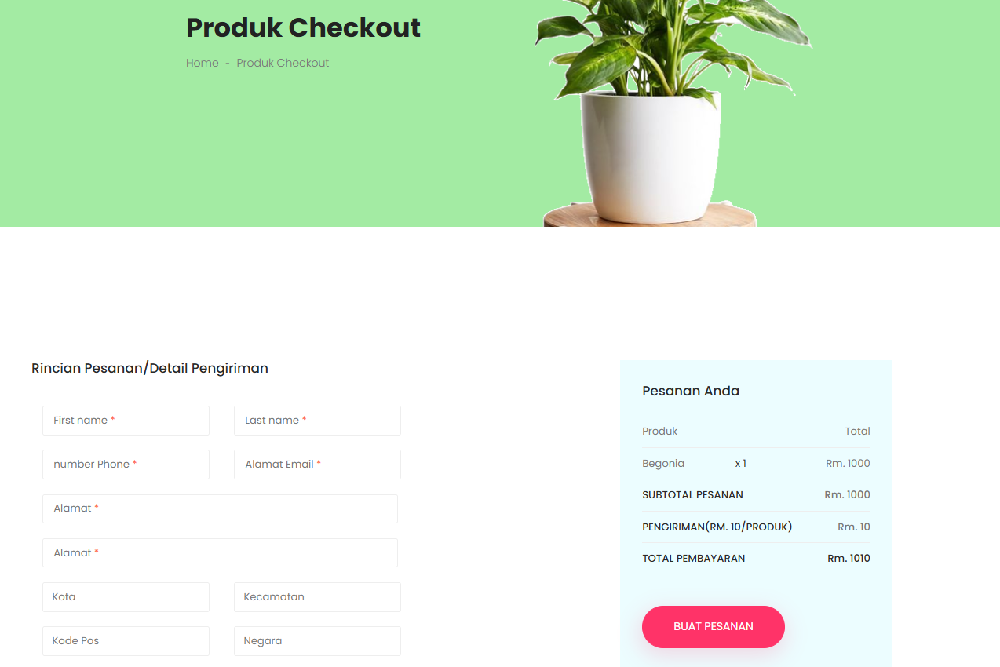 Produk Checkout
Home - Produk Checkout
Rincian Pesanan/Detail Pengiriman
First name *
Last name *
number Phone *
Alamat Email *
Alamat *
Alamat *
Kota
Kecamatan
Kode Pos
Negara
Pesanan Anda
Produk Total
Begonia x 1 Rm. 1000
SUBTOTAL PESANAN Rm. 1000
PENGIRIMAN(RM. 10/PRODUK) Rm. 10
TOTAL PEMBAYARAN Rm. 1010
BUAT PESANAN